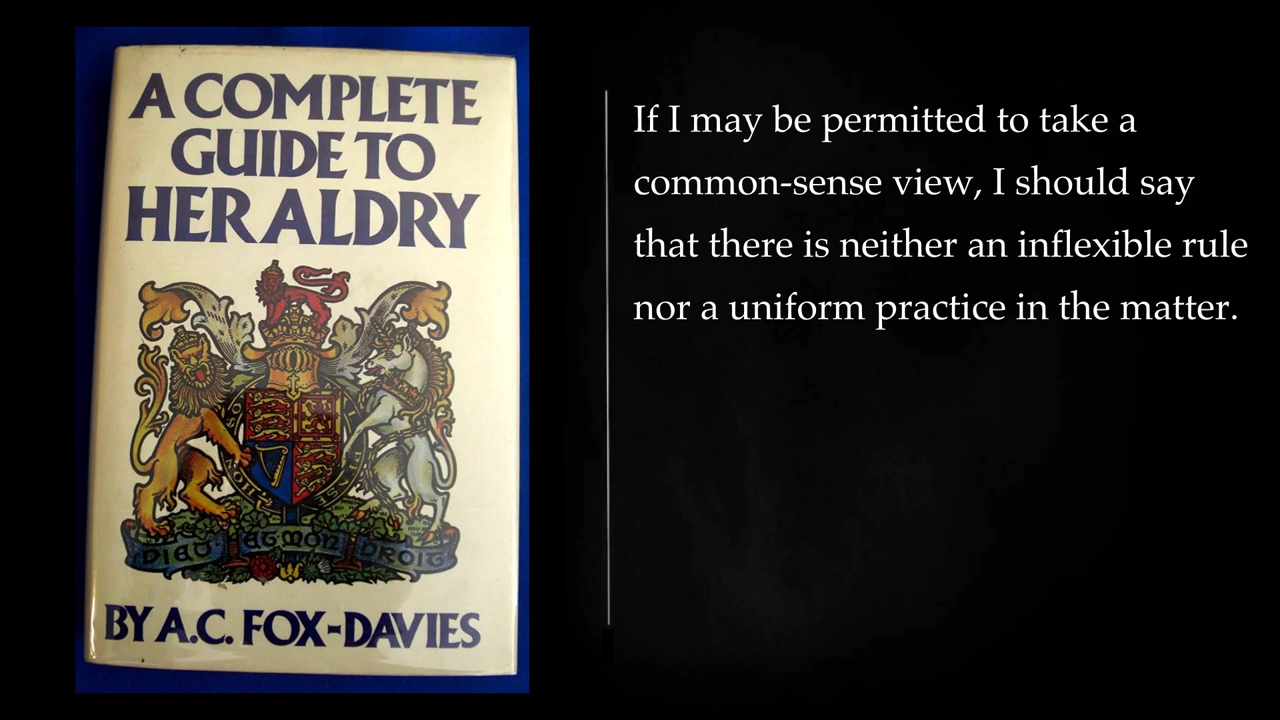 A COMPLETE
GUIDE TO
HERALDRY
DIEU ET MON DROIT
BY A.C. FOX-DAVIES
If I may be permitted to take a
common-sense view, I should say
that there is neither an inflexible rule
nor a uniform practice in the matter.